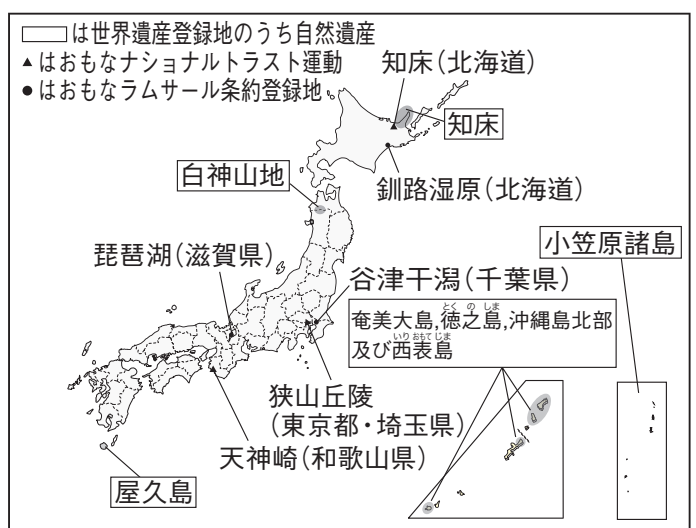 は世界遺産登録地のうち自然遺産
▲はおもなナショナルトラスト運動
●はおもなラムサール条約登録地
知床(北海道)
知床
白神山地
釧路湿原(北海道)
小笠原諸島
琵琶湖(滋賀県)
谷津干潟(千葉県)
とくのしま
奄美大島,徳之島,沖縄島北部
いりおもてじま
及び西表島
狭山丘陵
(東京都・埼玉県)
天神崎(和歌山県)
屋久島